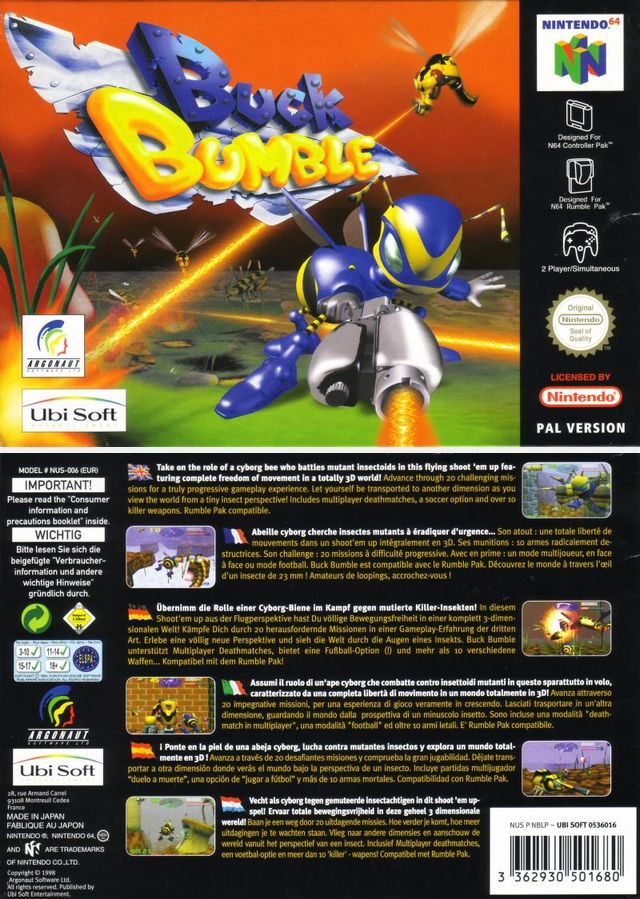 BUCK
BUMBLE
NINTENDO 64
Designed For
N64 Controller Pak™
Designed For
N64 Rumble Pak™
2 Player/Simultaneous
Original
Nintendo
Seal of
Quality
TM
LICENSED BY
Nintendo
PAL VERSION
ARGONAUT
SOFTWARE LTD
Ubi Soft
MODEL # NUS-006 (EUR)
IMPORTANT!
Please read the "Consumer
information and
precautions booklet" inside.
WICHTIG
Bitte lesen Sie sich die
beigefügte "Verbraucher-
information und andere
wichtige Hinweise"
gründlich durch.
3-10 11-14
15-17 18+
ELSPA
ARGONAUT
SOFTWARE LTD
Ubi Soft
28, rue Armand Carrel
93108 Montreuil Cedex
France
MADE IN JAPAN
FABLIQUE AU JAPON
NINTENDO ®, NINTENDO 64,
AND ARE TRADEMARKS
OF NINTENDO CO.,LTD.
Copyright © 1998
Argonaut Software Ltd.
All rights reserved. Published by
Ubi Soft Entertainment.
Take on the role of a cyborg bee who battles mutant insectoids in this flying shoot 'em up fea-
turing complete freedom of movement in a totally 3D world! Advance through 20 challenging mis-
sions for a truly progressive gameplay experience. Let yourself be transported to another dimension as you
view the world from a tiny insect perspective! Includes multiplayer deathmatches, a soccer option and over 10
killer weapons. Rumble Pak compatible.
Abeille cyborg cherche insectes mutants à éradiquer d'urgence... Son atout : une totale liberté de
mouvements dans un shoot'em up intégralement en 3D. Ses munitions : 10 armes radicalement de-
structrices. Son challenge : 20 missions à difficulté progressive. Avec en prime : un mode multijoueur, en face
à face ou mode football. Buck Bumble est compatible avec le Rumble Pak. Découvrez le monde à travers l'œil
d'un insecte de 23 mm ! Amateurs de loopings, accrochez-vous !
Übernimm die Rolle einer Cyborg-Biene im Kampf gegen mutierte Killer-Insekten! In diesem
Shoot'em up aus der Flugperspektive hast Du völlige Bewegungsfreiheit in einer komplett 3-dimen-
sionalen Welt! Kämpfe Dich durch 20 herausfordernde Missionen in einer Gameplay-Erfahrung der dritten
Art. Erlebe eine völlig neue Perspektive und sieh die Welt durch die Augen eines Insekts. Buck Bumble
unterstützt Multiplayer Deathmatches, bietet eine Fußball-Option (!) und mehr als 10 verschiedene
Waffen... Kompatibel mit dem Rumble Pak!
Assumi il ruolo di un'ape cyborg che combatte contro insettoidi mutanti in questo sparattutto in volo,
caratterizzato da una completa libertà di movimento in un mondo totalmente in 3D! Avanza attraverso
20 impegnative missioni, per una esperienza di gioco veramente in crescendo. Lasciati trasportare in un'altra
dimensione, guardando il mondo dalla prospettiva di un minuscolo insetto. Sono incluse una modalità "death-
match in multiplayer", una modalità "football" ed oltre 10 armi letali. E' Rumble Pak compatibile.
¡ Ponte en la piel de una abeja cyborg, lucha contra mutantes insectos y explora un mundo total-
mente en 3D ! Avanza a través de 20 desafiantes misiones y comprueba la gran jugabilidad. Déjate trans-
portar a otra dimensión donde verás el mundo bajo la perspectiva de un insecto. Incluye partidas multijugador
"duelo a muerte", una opción de "jugar a fútbol" y más de 10 armas mortales. Compatibilidad con Rumble Pak.
Vecht als cyborg tegen gemuteerde insectachtigen in dit shoot 'em up-
spel! Ervaar totale bewegingsvrijheid in deze geheel 3 dimensionale
wereld! Baan je een weg door 20 uitdagende missies. Hoe verder je komt, hoe meer
uitdagingen je te wachten staan. Vlieg naar andere dimensies en aanschouw de
wereld vanuit het perspectief van een insect. Inclusief Multiplayer deathmatches,
een voetbal-optie en meer dan 10 'killer' - wapens! Compatibel met Rumble Pak.
NUS P NBLP – UBI SOFT 0536016
3 362930 501680